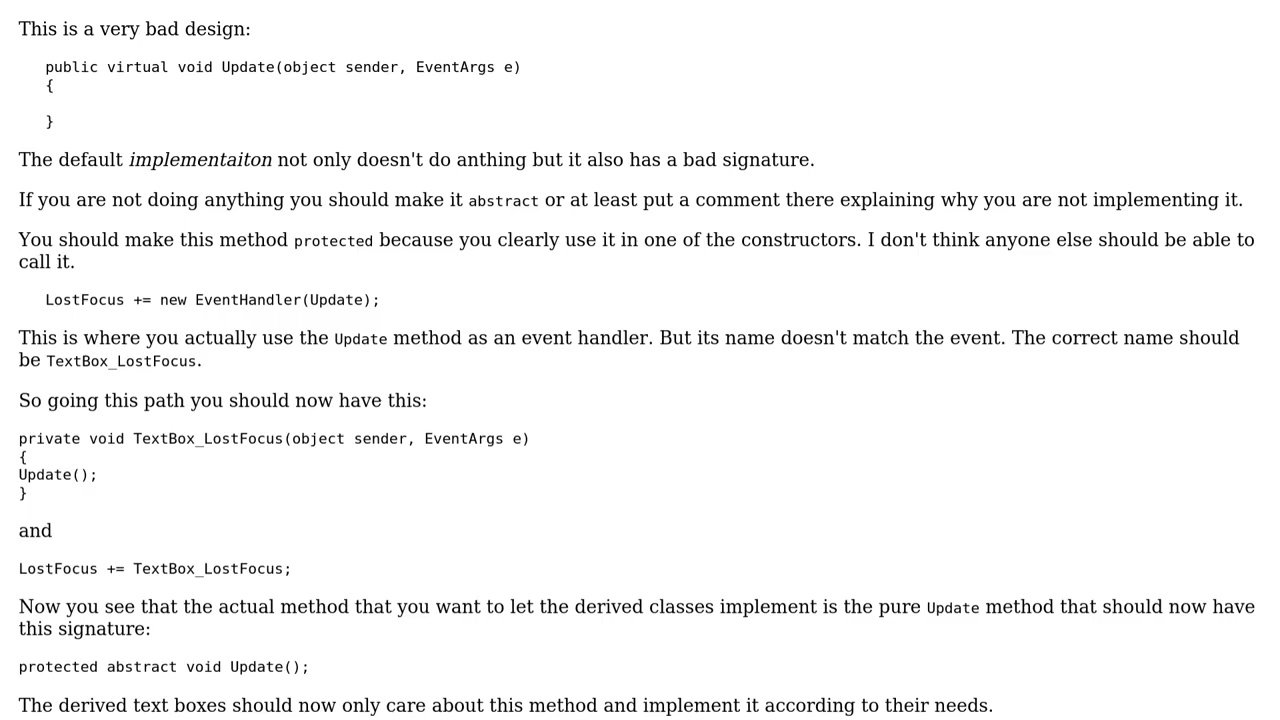 This is a very bad design:
public virtual void Update(object sender, EventArgs e)
{
}
The default implementaiton not only doesn't do anthing but it also has a bad signature.
If you are not doing anything you should make it abstract or at least put a comment there explaining why you are not implementing it.
You should make this method protected because you clearly use it in one of the constructors. I don't think anyone else should be able to
call it.
LostFocus += new EventHandler(Update);
This is where you actually use the Update method as an event handler. But its name doesn't match the event. The correct name should
be TextBox_LostFocus.
So going this path you should now have this:
private void TextBox_LostFocus(object sender, EventArgs e)
{
Update();
}
and
LostFocus += TextBox_LostFocus;
Now you see that the actual method that you want to let the derived classes implement is the pure Update method that should now have
this signature:
protected abstract void Update();
The derived text boxes should now only care about this method and implement it according to their needs.